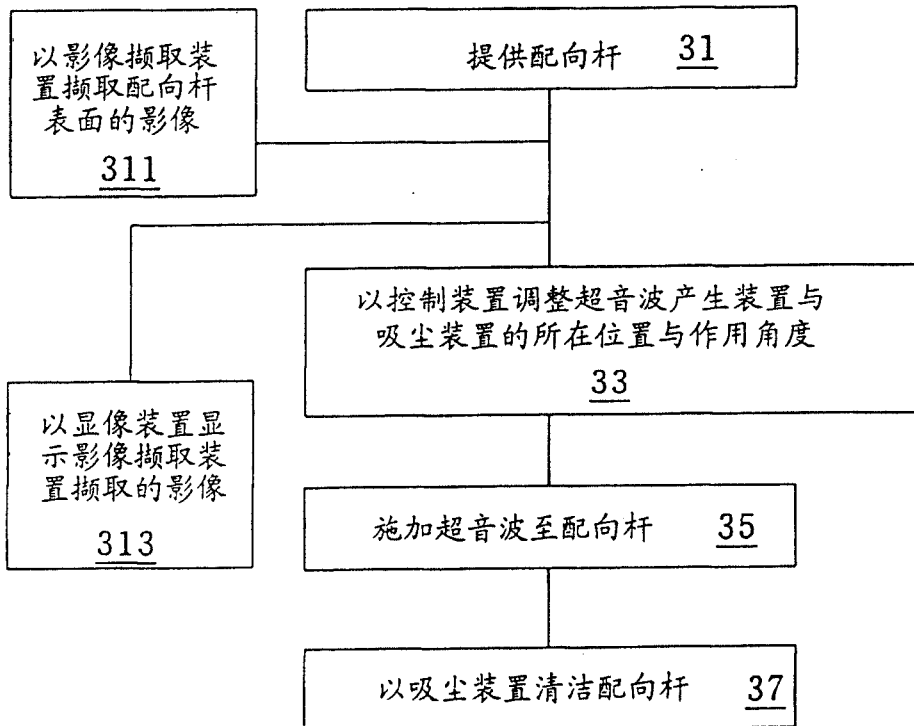 以影像撷取装
置撷取配向杆
表面的影像
311
提供配向杆 31
以控制装置调整超音波产生装置与
吸尘装置的所在位置与作用角度
33
以显像装置显
示影像撷取装
置撷取的影像
313
施加超音波至配向杆 35
以吸尘装置清洁配向杆 37